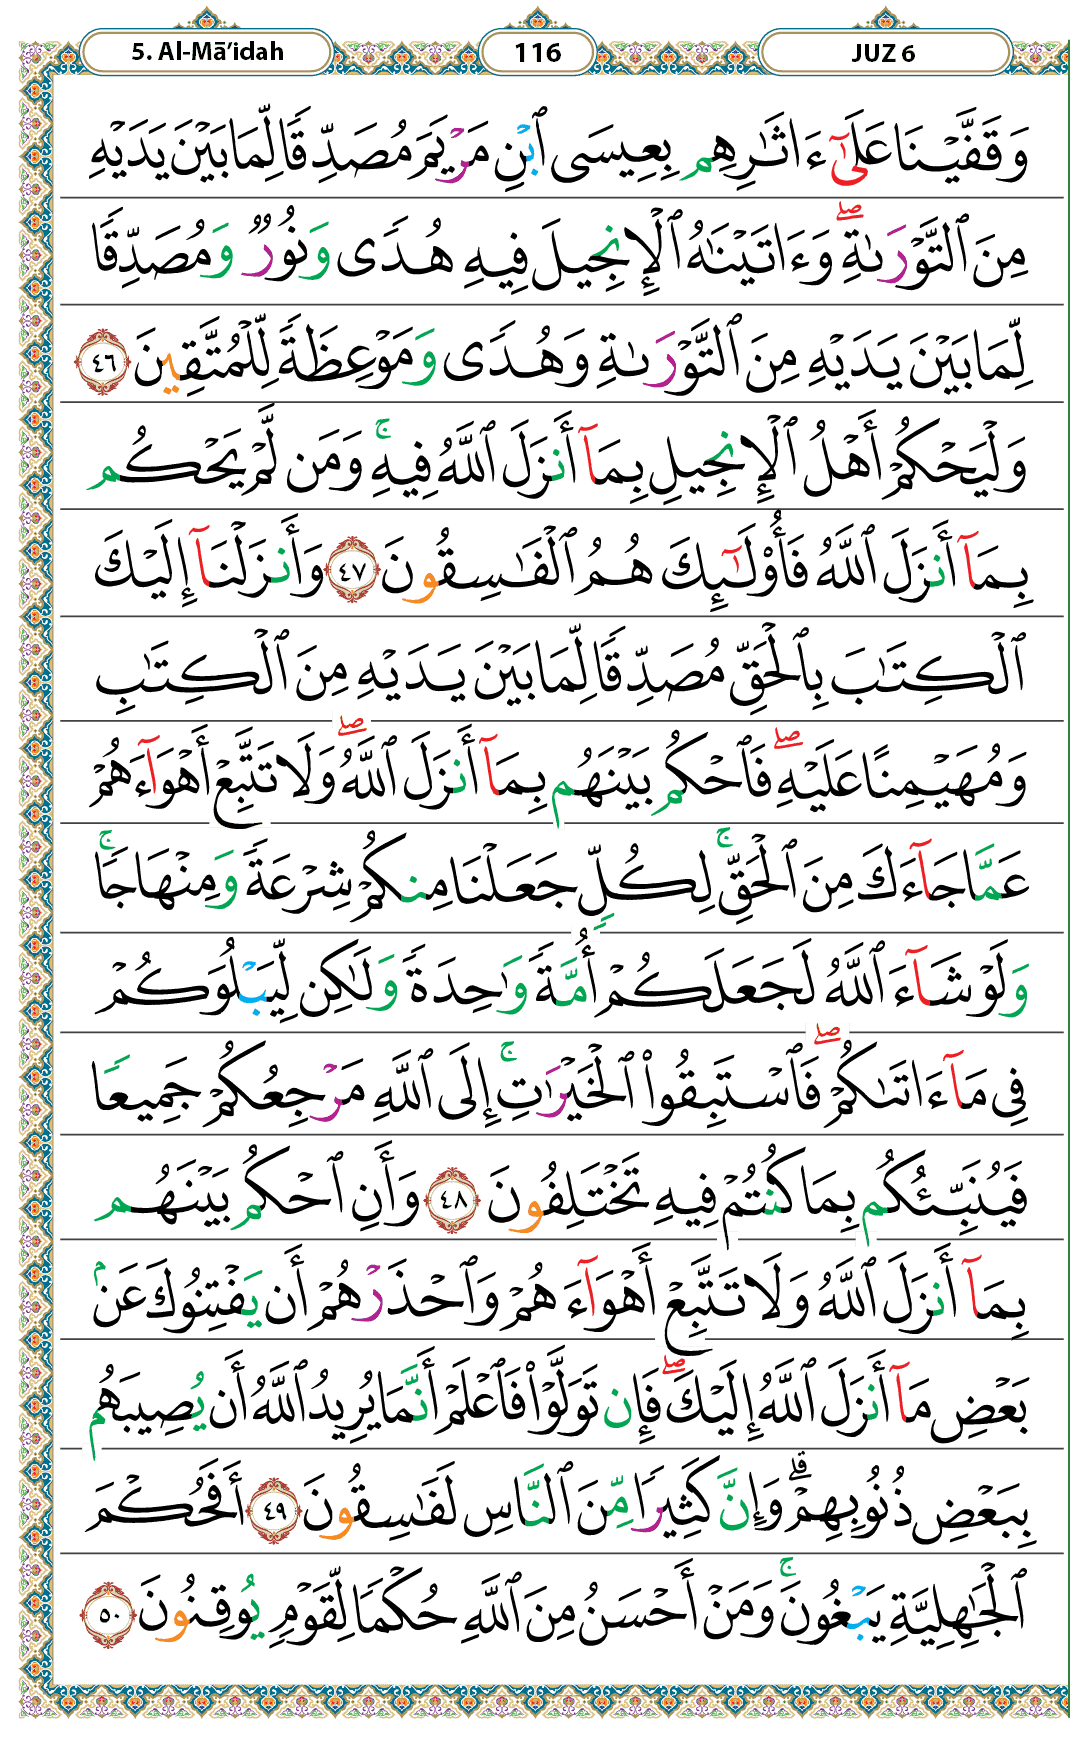 5. Al-Mā’idah 116 JUZ 6
وَقَفَّيْنَا عَلَىٰٓ ءَاثَٰرِهِم بِعِيسَى ٱبْنِ مَرْيَمَ مُصَدِّقًا لِّمَا بَيْنَ يَدَيْهِ
مِنَ ٱلتَّوْرَىٰةِ ۖ وَءَاتَيْنَٰهُ ٱلْإِنجِيلَ فِيهِ هُدًى وَنُورٌ وَمُصَدِّقًا
لِّمَا بَيْنَ يَدَيْهِ مِنَ ٱلتَّوْرَىٰةِ وَهُدًى وَمَوْعِظَةً لِّلْمُتَّقِينَ ٤٦
وَلْيَحْكُمْ أَهْلُ ٱلْإِنجِيلِ بِمَآ أَنزَلَ ٱللَّهُ فِيهِ ۚ وَمَن لَّمْ يَحْكُم
بِمَآ أَنزَلَ ٱللَّهُ فَأُو۟لَٰٓئِكَ هُمُ ٱلْفَٰسِقُونَ ٤٧ وَأَنزَلْنَآ إِلَيْكَ
ٱلْكِتَٰبَ بِٱلْحَقِّ مُصَدِّقًا لِّمَا بَيْنَ يَدَيْهِ مِنَ ٱلْكِتَٰبِ
وَمُهَيْمِنًا عَلَيْهِ ۖ فَٱحْكُم بَيْنَهُم بِمَآ أَنزَلَ ٱللَّهُ ۖ وَلَا تَتَّبِعْ أَهْوَآءَهُمْ
عَمَّا جَآءَكَ مِنَ ٱلْحَقِّ ۚ لِكُلٍّ جَعَلْنَا مِنكُمْ شِرْعَةً وَمِنْهَاجًا ۚ
وَلَوْ شَآءَ ٱللَّهُ لَجَعَلَكُمْ أُمَّةً وَٰحِدَةً وَلَٰكِن لِّيَبْلُوَكُمْ
فِى مَآ ءَاتَىٰكُمْ ۖ فَٱسْتَبِقُوا۟ ٱلْخَيْرَٰتِ ۚ إِلَى ٱللَّهِ مَرْجِعُكُمْ جَمِيعًا
فَيُنَبِّئُكُم بِمَا كُنتُمْ فِيهِ تَخْتَلِفُونَ ٤٨ وَأَنِ ٱحْكُم بَيْنَهُم
بِمَآ أَنزَلَ ٱللَّهُ وَلَا تَتَّبِعْ أَهْوَآءَهُمْ وَٱحْذَرْهُمْ أَن يَفْتِنُوكَ عَنۢ
بَعْضِ مَآ أَنزَلَ ٱللَّهُ إِلَيْكَ ۖ فَإِن تَوَلَّوْا۟ فَٱعْلَمْ أَنَّمَا يُرِيدُ ٱللَّهُ أَن يُصِيبَهُم
بِبَعْضِ ذُنُوبِهِمْ ۗ وَإِنَّ كَثِيرًا مِّنَ ٱلنَّاسِ لَفَٰسِقُونَ ٤٩ أَفَحُكْمَ
ٱلْجَٰهِلِيَّةِ يَبْغُونَ ۚ وَمَنْ أَحْسَنُ مِنَ ٱللَّهِ حُكْمًا لِّقَوْمٍ يُوقِنُونَ ٥٠